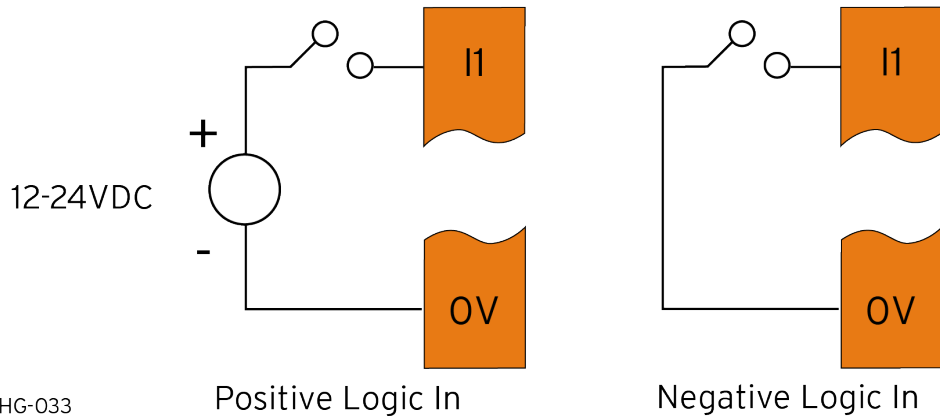 I1
+
12-24VDC
-
0V
Positive Logic In
I1
0V
Negative Logic In
HG-033